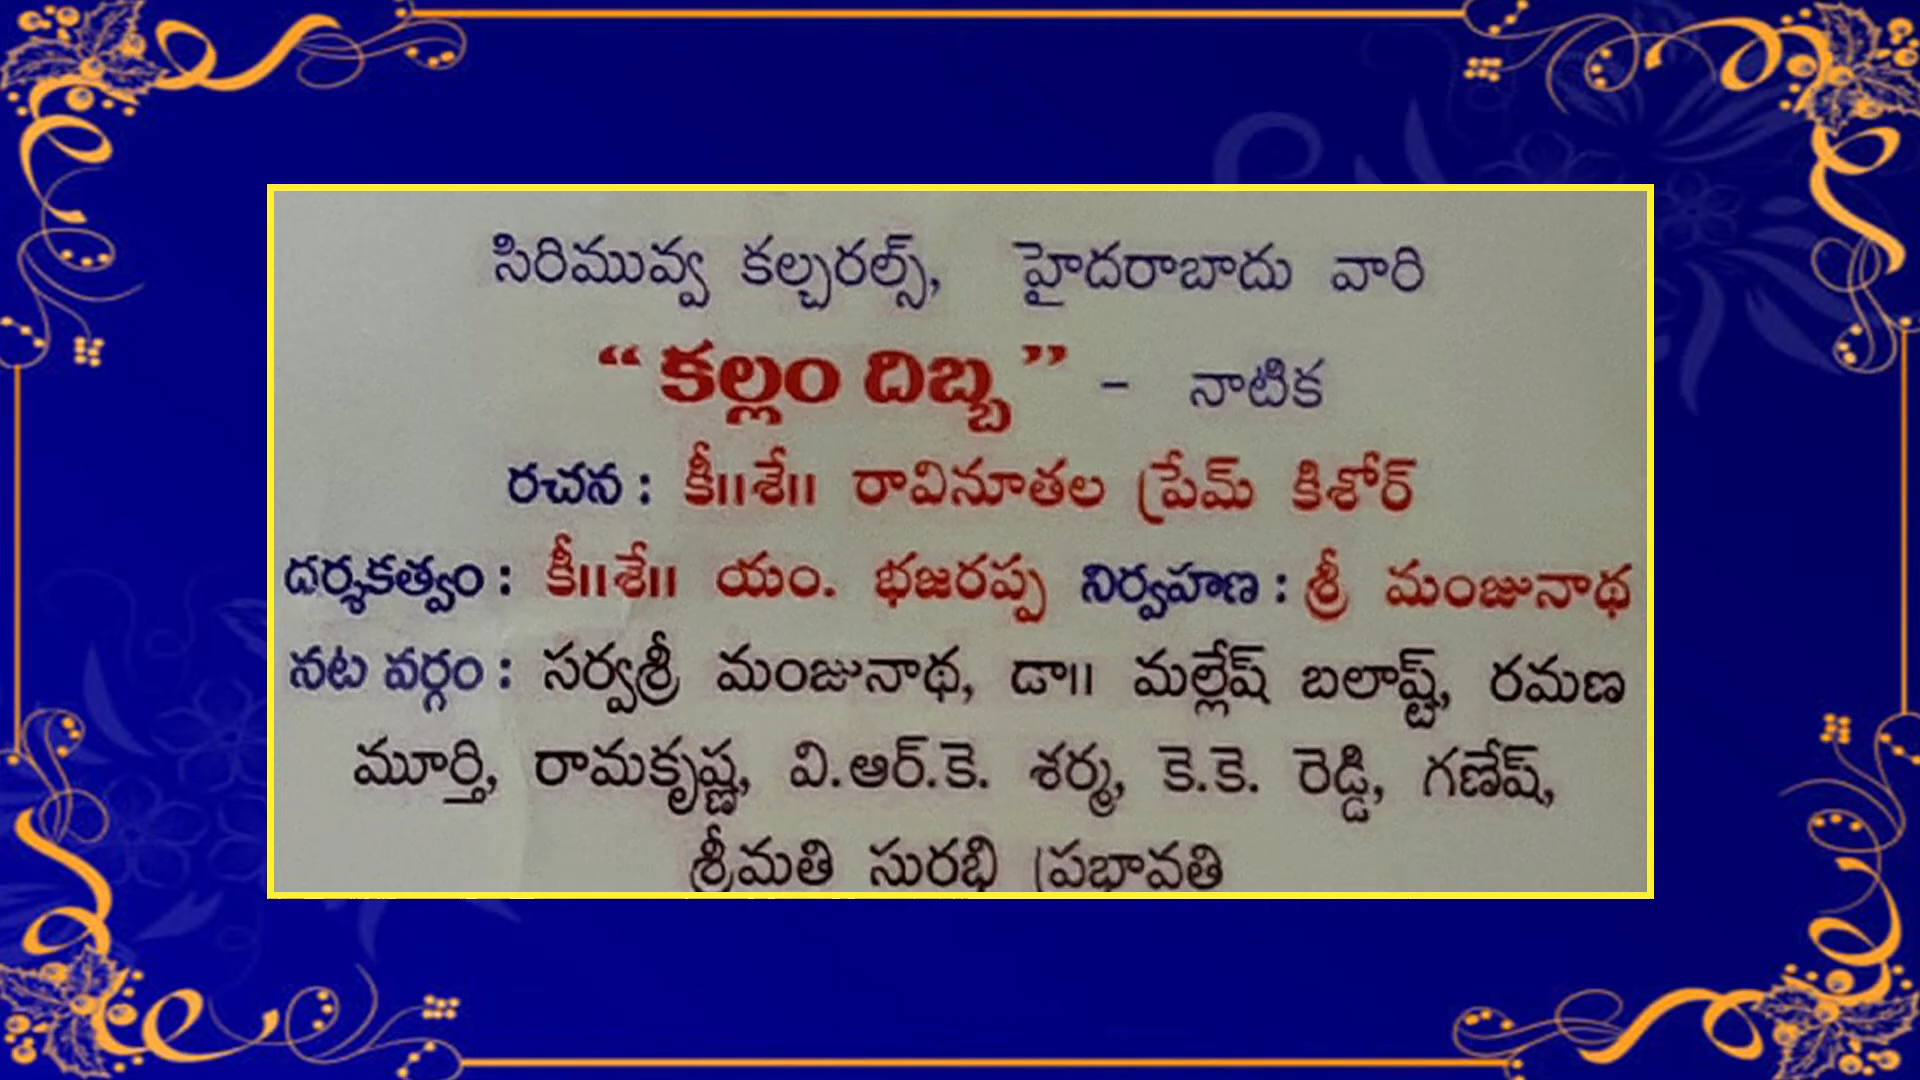 సిరిమువ్వ కల్చరల్స్, హైదరాబాదు వారి
“కల్లం దిబ్బ” - నాటిక
రచన : కీ॥శే॥ రావినూతల ప్రేమ్ కిశోర్
దర్శకత్వం : కీ॥శే॥ యం. భజరప్ప నిర్వహణ : శ్రీ మంజునాథ
నట వర్గం : సర్వశ్రీ మంజునాథ, డా॥ మల్లేష్ బలాష్ట్, రమణ
మూర్తి, రామకృష్ణ, వి.ఆర్.కె. శర్మ, కె.కె. రెడ్డి, గణేష్,
శ్రీమతి సురభి ప్రభావతి